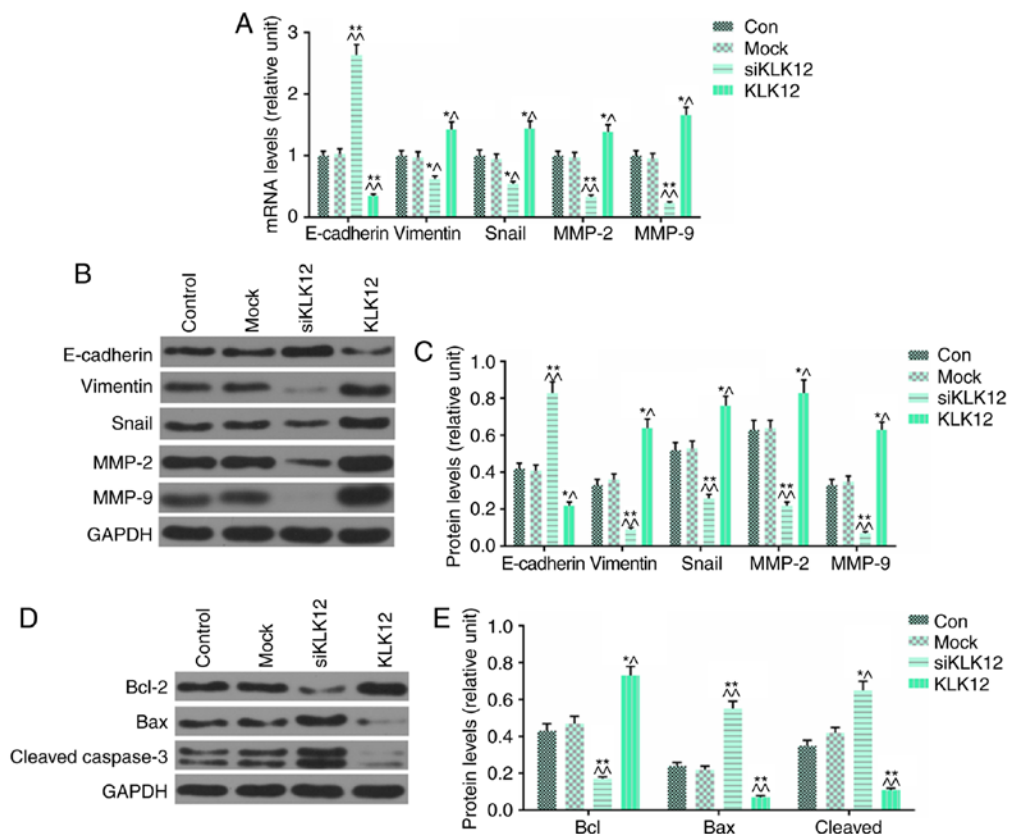 A
mRNA levels (relative unit)
3
2
1
0
** ^^
** ^^
*^
*^
*^
*^
** ^^
*^
** ^^
*^
E-cadherin Vimentin Snail MMP-2 MMP-9
Con
Mock
siKLK12
KLK12
B
Control Mock siKLK12 KLK12
E-cadherin
Vimentin
Snail
MMP-2
MMP-9
GAPDH
C
Protein levels (relative unit)
1.0
0.8
0.6
0.4
0.2
0.0
** ^^
*^
** ^^
*^
** ^^
*^
** ^^
*^
** ^^
*^
E-cadherin Vimentin Snail MMP-2 MMP-9
Con
Mock
siKLK12
KLK12
D
Control Mock siKLK12 KLK12
Bcl-2
Bax
Cleaved caspase-3
GAPDH
E
Protein levels (relative unit)
1.0
0.8
0.6
0.4
0.2
0.0
** ^^
*^
** ^^
** ^^
*^
** ^^
Bcl Bax Cleaved
Con
Mock
siKLK12
KLK12